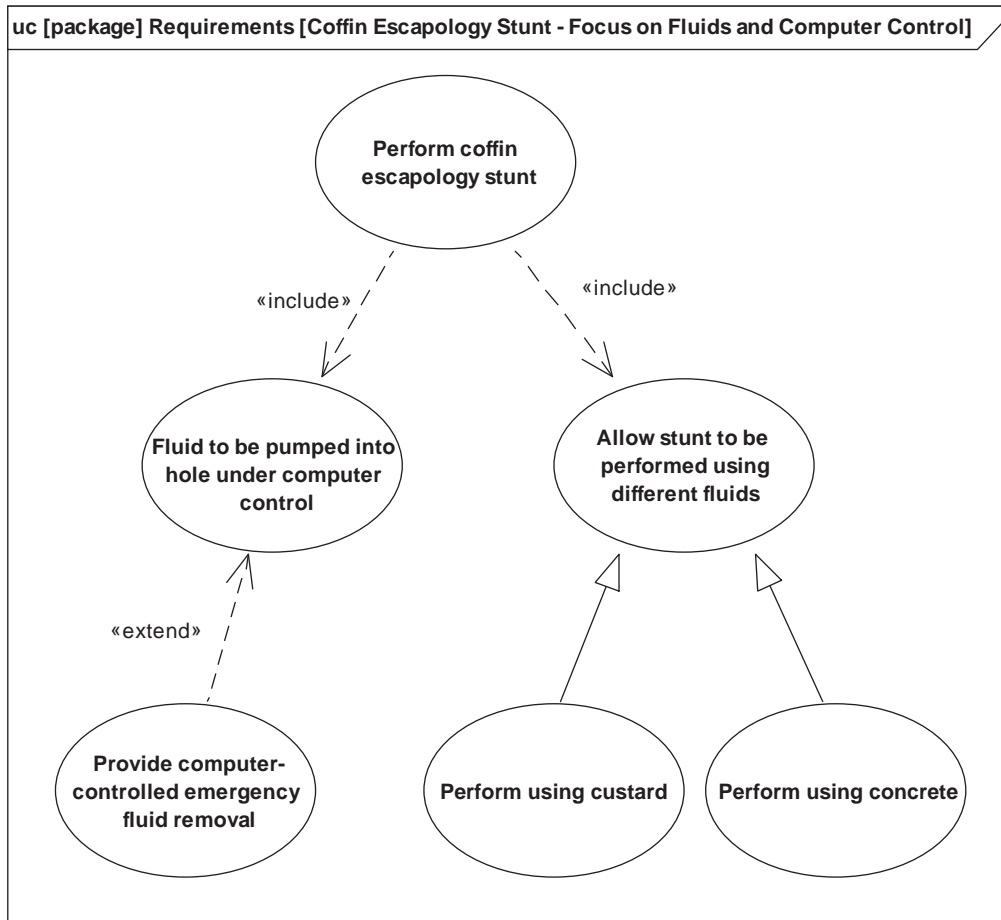 uc [package] Requirements [Coffin Escapology Stunt - Focus on Fluids and Computer Control]
Perform coffin
escapology stunt
«include»
«include»
Fluid to be pumped into
hole under computer
control
Allow stunt to be
performed using
different fluids
«extend»
Provide computer-
controlled emergency
fluid removal
Perform using custard
Perform using concrete